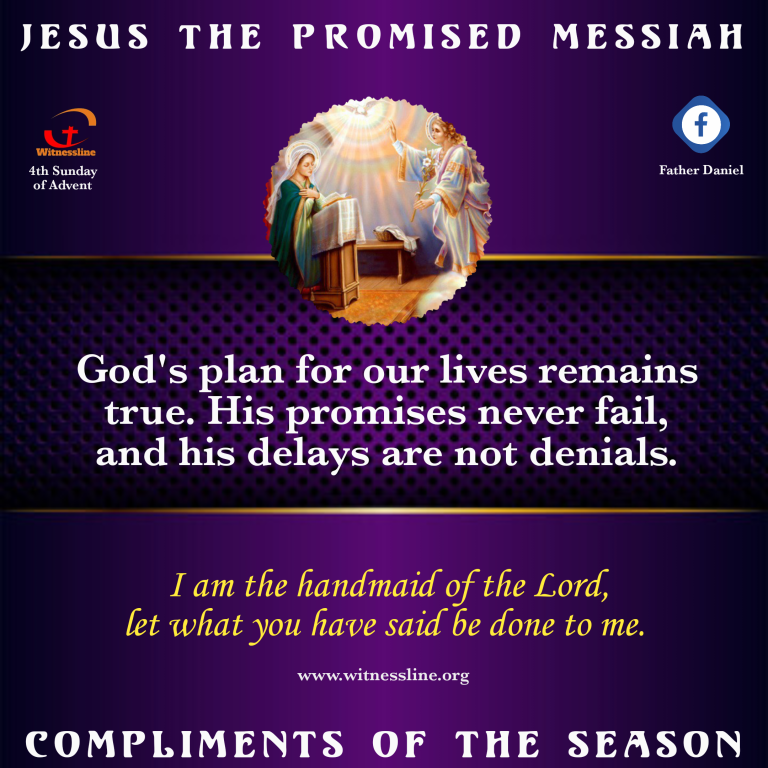 JESUS THE PROMISED MESSIAH
Witnessline
4th Sunday
of Advent
f
Father Daniel
God's plan for our lives remains
true. His promises never fail,
and his delays are not denials.
I am the handmaid of the Lord,
let what you have said be done to me.
www.witnessline.org
COMPLIMENTS OF THE SEASON